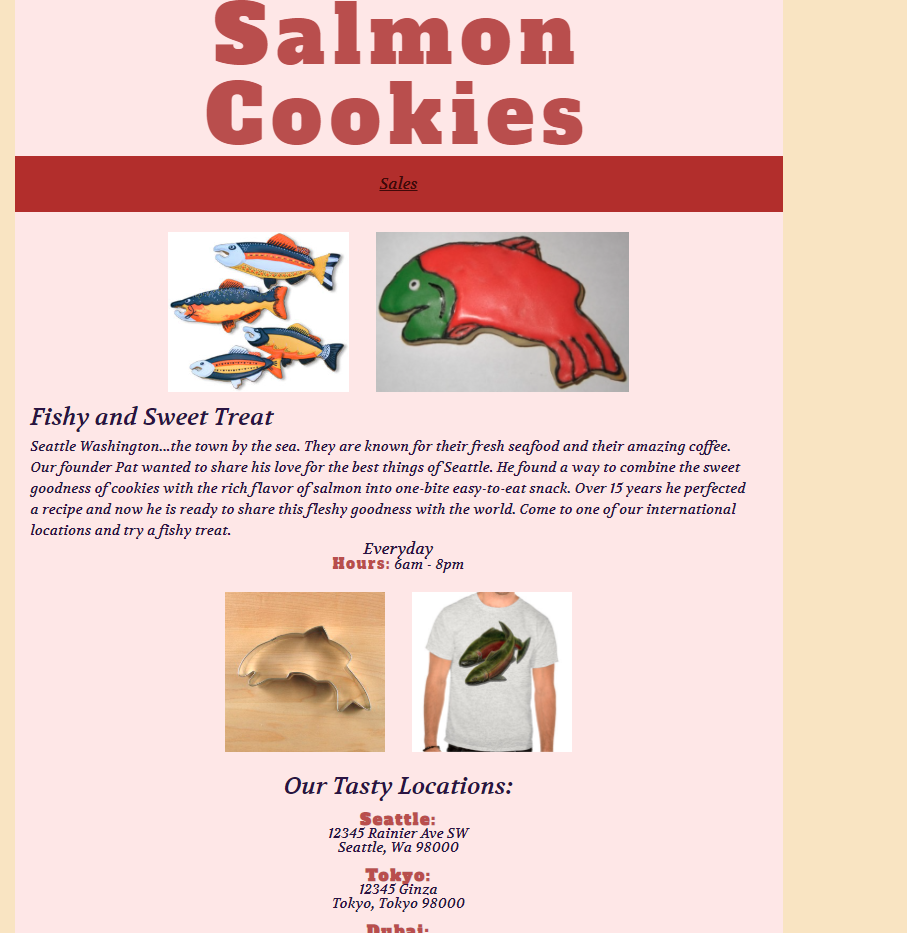 Salmon
Cookies
Sales
Fishy and Sweet Treat
Seattle Washington...the town by the sea. They are known for their fresh seafood and their amazing coffee.
Our founder Pat wanted to share his love for the best things of Seattle. He found a way to combine the sweet
goodness of cookies with the rich flavor of salmon into one-bite easy-to-eat snack. Over 15 years he perfected
a recipe and now he is ready to share this fleshy goodness with the world. Come to one of our international
locations and try a fishy treat.
Everyday
Hours: 6am - 8pm
Our Tasty Locations:
Seattle:
12345 Rainier Ave SW
Seattle, Wa 98000
Tokyo:
12345 Ginza
Tokyo, Tokyo 98000
Dubai: